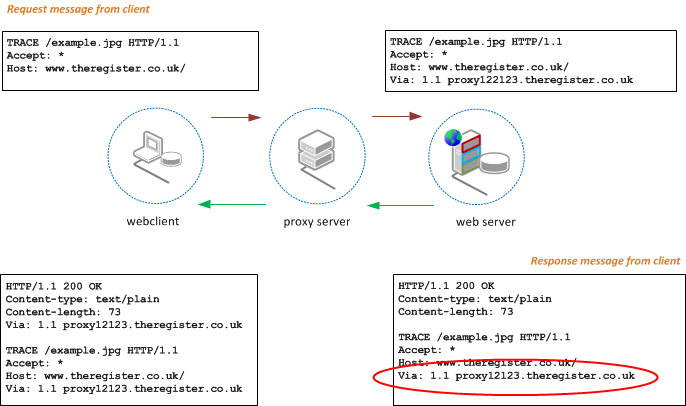 Request message from client
TRACE /example.jpg HTTP/1.1
Accept: *
Host: www.theregister.co.uk/
TRACE /example.jpg HTTP/1.1
Accept: *
Host: www.theregister.co.uk/
Via: 1.1 proxy122123.theregister.co.uk
webclient
proxy server
web server
Response message from client
HTTP/1.1 200 OK
Content-type: text/plain
Content-length: 73
Via: 1.1 proxy12123.theregister.co.uk
TRACE /example.jpg HTTP/1.1
Accept: *
Host: www.theregister.co.uk/
Via: 1.1 proxy12123.theregister.co.uk
HTTP/1.1 200 OK
Content-type: text/plain
Content-length: 73
TRACE /example.jpg HTTP/1.1
Accept: *
Host: www.theregister.co.uk/
Via: 1.1 proxy12123.theregister.co.uk